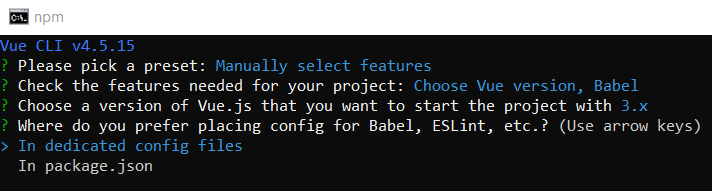 npm
Vue CLI v4.5.15
? Please pick a preset: Manually select features
? Check the features needed for your project: Choose Vue version, Babel
? Choose a version of Vue.js that you want to start the project with 3.x
? Where do you prefer placing config for Babel, ESLint, etc.? (Use arrow keys)
> In dedicated config files
  In package.json